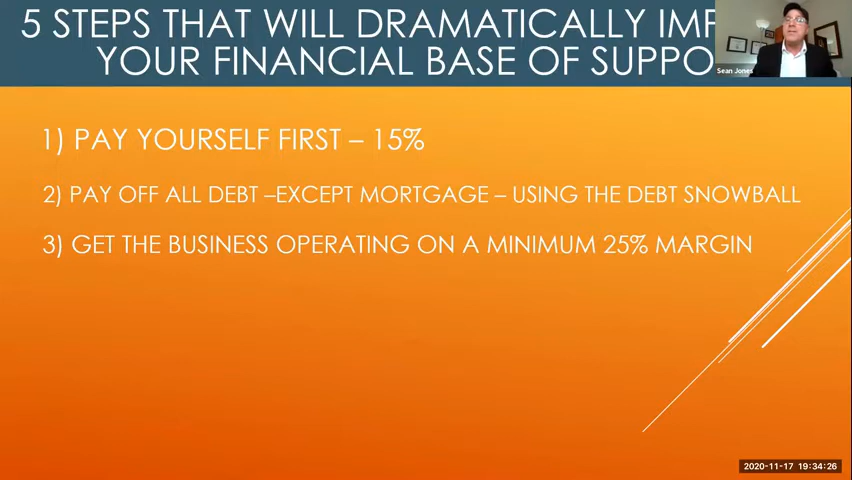 5 STEPS THAT WILL DRAMATICALLY
YOUR FINANCIAL BASE OF
Sean Jones
1) PAY YOURSELF FIRST – 15%
2) PAY OFF ALL DEBT –EXCEPT MORTGAGE – USING THE DEBT SNOWBALL
3) GET THE BUSINESS OPERATING ON A MINIMUM 25% MARGIN
2020-11-17 19:34:26